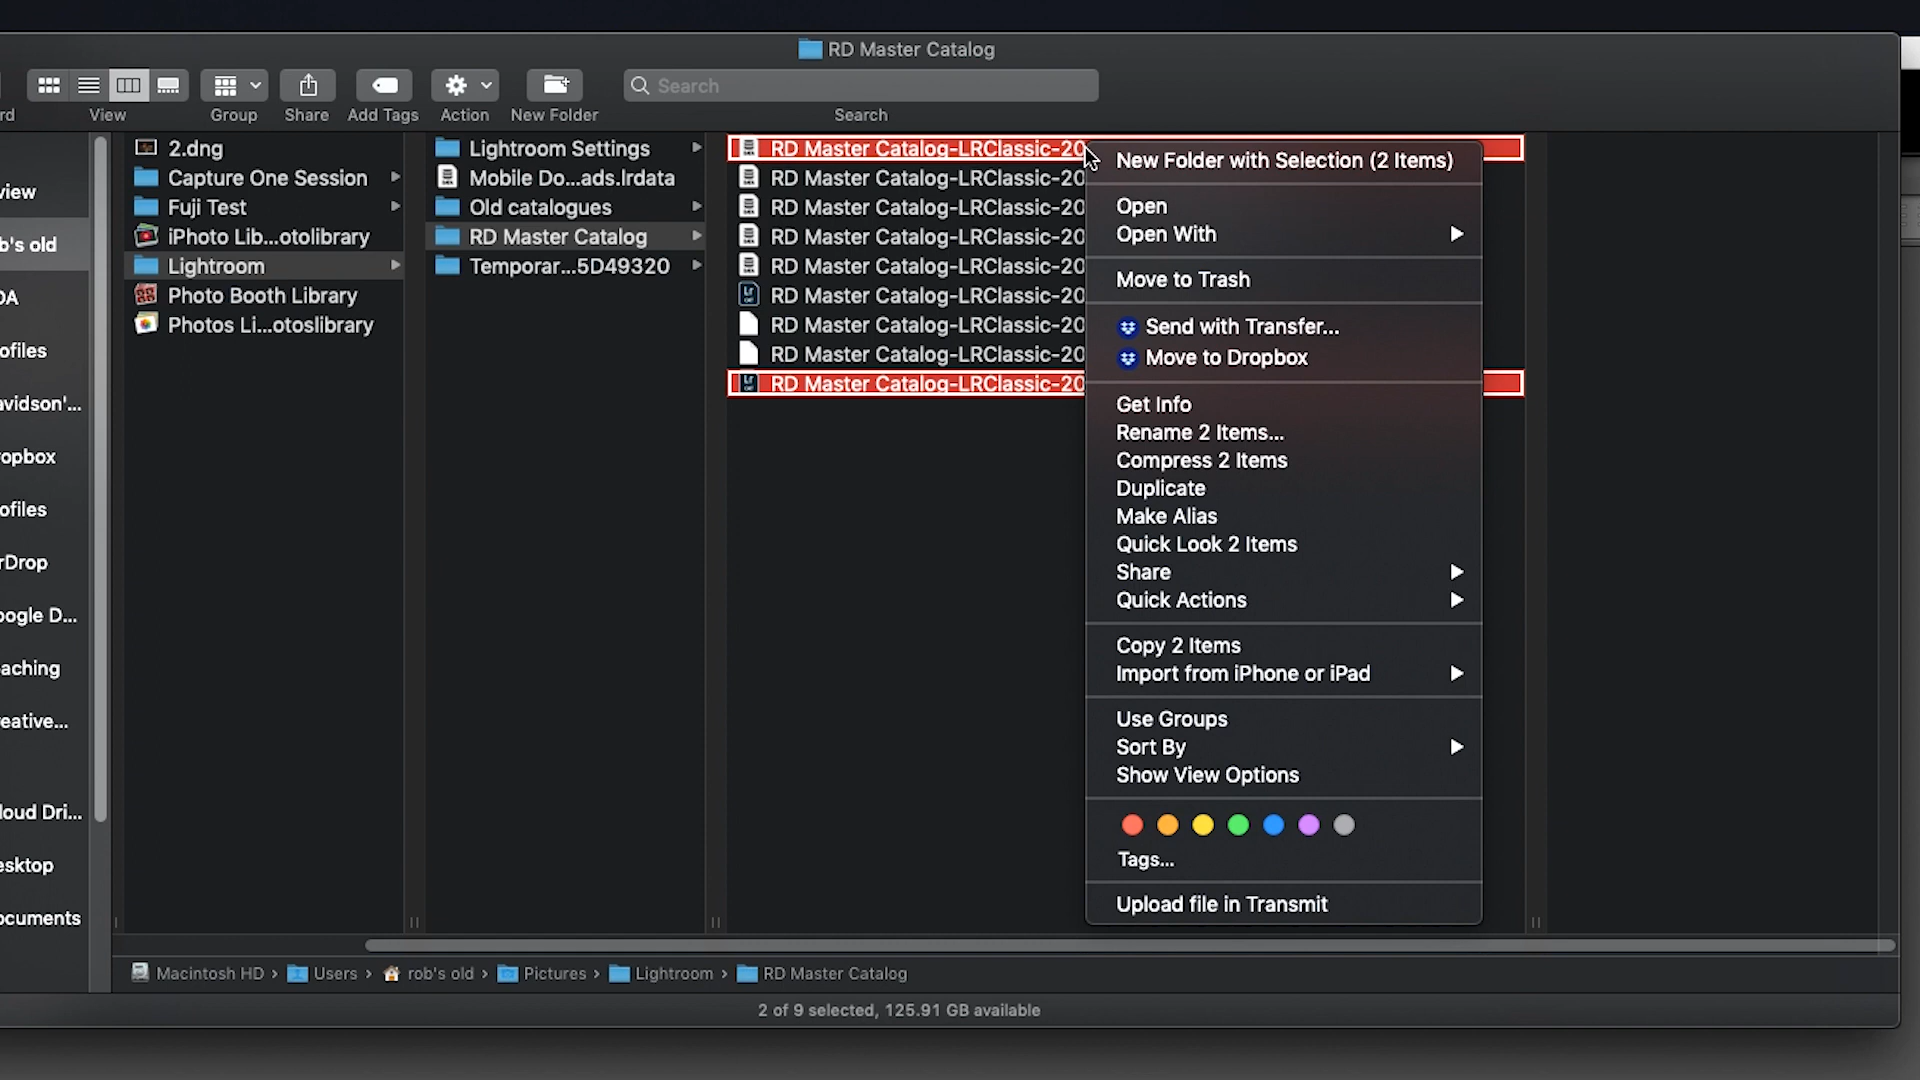 RD Master Catalog
Search
rd
View
Group
Share
Add Tags
Action
New Folder
Search
view
b's old
OA
ofiles
avidson'...
opbox
ofiles
rDrop
oogle D...
aching
eative...
loud Dri...
esktop
ocuments
2.dng
Capture One Session
Fuji Test
iPhoto Lib...otolibrary
Lightroom
Photo Booth Library
Photos Li...otoslibrary
Lightroom Settings
Mobile Do...ads.lrdata
Old catalogues
RD Master Catalog
Temporar...5D49320
RD Master Catalog-LRClassic-20
RD Master Catalog-LRClassic-20
RD Master Catalog-LRClassic-20
RD Master Catalog-LRClassic-20
RD Master Catalog-LRClassic-20
RD Master Catalog-LRClassic-20
RD Master Catalog-LRClassic-20
RD Master Catalog-LRClassic-20
RD Master Catalog-LRClassic-20
New Folder with Selection (2 Items)
Open
Open With
Move to Trash
Send with Transfer...
Move to Dropbox
Get Info
Rename 2 Items...
Compress 2 Items
Duplicate
Make Alias
Quick Look 2 Items
Share
Quick Actions
Copy 2 Items
Import from iPhone or iPad
Use Groups
Sort By
Show View Options
Tags...
Upload file in Transmit
Macintosh HD › Users › rob's old › Pictures › Lightroom › RD Master Catalog
2 of 9 selected, 125.91 GB available